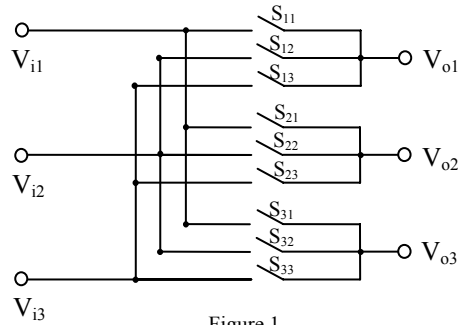 S11
S12
Vi1
Vo1
S13
S21
S22
Vi2
Vo2
S23
S31
S32
Vo3
S33
Vi3
Figure 1